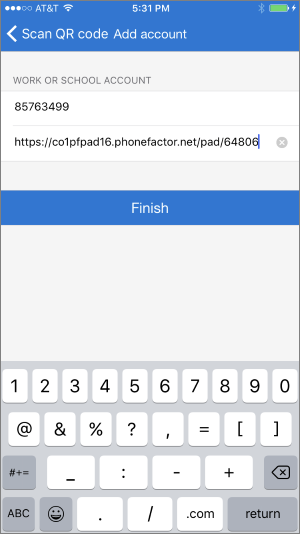 AT&T 5:31 PM
Scan QR code Add account
WORK OR SCHOOL ACCOUNT
85763499
https://co1pfpad16.phonefactor.net/pad/64806
Finish
1 2 3 4 5 6 7 8 9 0
@ & % ? , = [ ]
#+= _ : - +
ABC . / .com return